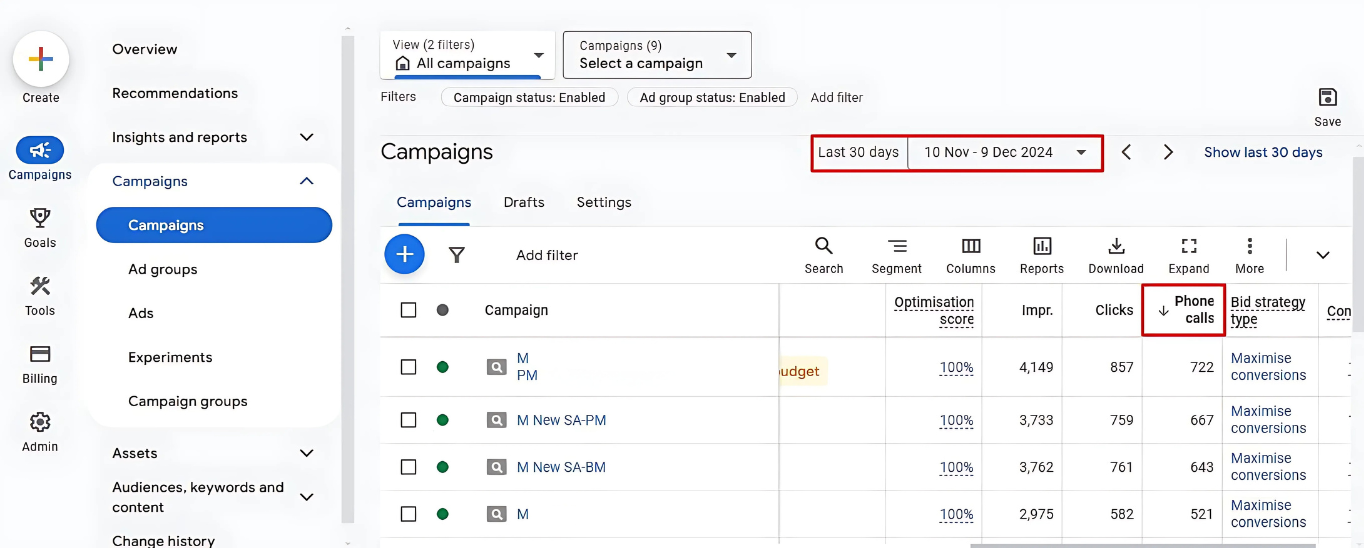 Create
Campaigns
Goals
Tools
Billing
Admin
Overview
Recommendations
Insights and reports
Campaigns
Campaigns
Ad groups
Ads
Experiments
Campaign groups
Assets
Audiences, keywords and
content
Change history
View (2 filters)
All campaigns
Campaigns (9)
Select a campaign
Filters
Campaign status: Enabled
Ad group status: Enabled
Add filter
Save
Campaigns
Last 30 days
10 Nov - 9 Dec 2024
Show last 30 days
Campaigns
Drafts
Settings
Add filter
Search
Segment
Columns
Reports
Download
Expand
More
Campaign
Optimisation
score
Impr.
Clicks
Phone
calls
Bid strategy
type
Con
M
PM
udget
100%
4,149
857
722
Maximise
conversions
M New SA-PM
100%
3,733
759
667
Maximise
conversions
M New SA-BM
100%
3,762
761
643
Maximise
conversions
M
100%
2,975
582
521
Maximise
conversions